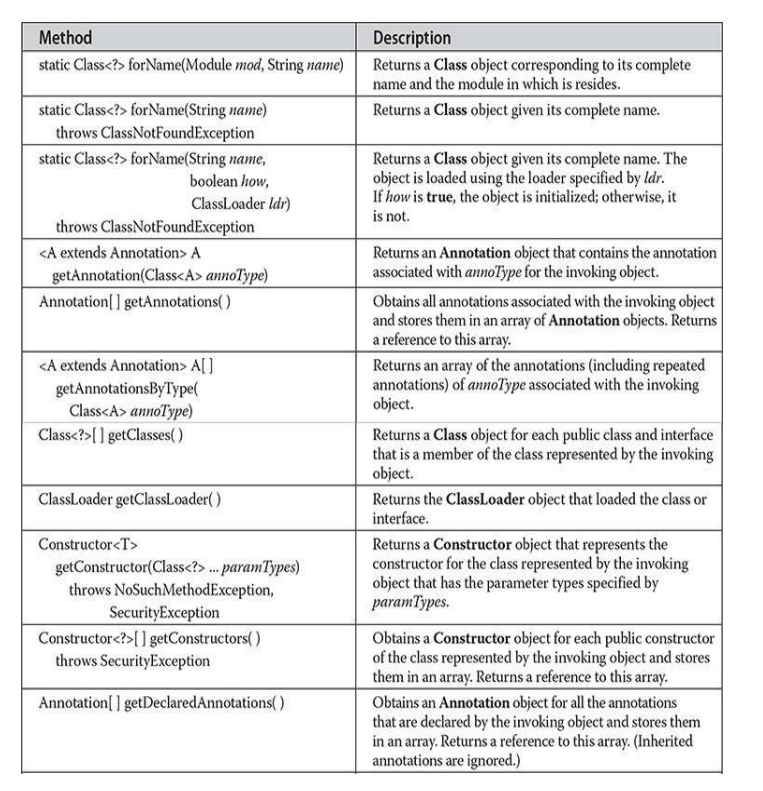 Method Description
static Class<?> forName(Module mod, String name) Returns a Class object corresponding to its complete
name and the module in which is resides.
static Class<?> forName(String name) Returns a Class object given its complete name.
throws ClassNotFoundException
static Class<?> forName(String name, Returns a Class object given its complete name. The
boolean how, object is loaded using the loader specified by ldr.
ClassLoader ldr) If how is true, the object is initialized; otherwise, it
throws ClassNotFoundException is not.
<A extends Annotation> A Returns an Annotation object that contains the annotation
getAnnotation(Class<A> annoType) associated with annoType for the invoking object.
Annotation[ ] getAnnotations( ) Obtains all annotations associated with the invoking object
and stores them in an array of Annotation objects. Returns
a reference to this array.
<A extends Annotation> A[ ] Returns an array of the annotations (including repeated
getAnnotationsByType( annotations) of annoType associated with the invoking
Class<A> annoType) object.
Class<?>[ ] getClasses( ) Returns a Class object for each public class and interface
that is a member of the class represented by the invoking
object.
ClassLoader getClassLoader( ) Returns the ClassLoader object that loaded the class or
interface.
Constructor<T> Returns a Constructor object that represents the
getConstructor(Class<?> ... paramTypes) constructor for the class represented by the invoking
throws NoSuchMethodException, object that has the parameter types specified by
SecurityException paramTypes.
Constructor<?>[ ] getConstructors( ) Obtains a Constructor object for each public constructor
throws SecurityException of the class represented by the invoking object and stores
them in an array. Returns a reference to this array.
Annotation[ ] getDeclaredAnnotations( ) Obtains an Annotation object for all the annotations
that are declared by the invoking object and stores them
in an array. Returns a reference to this array. (Inherited
annotations are ignored.)